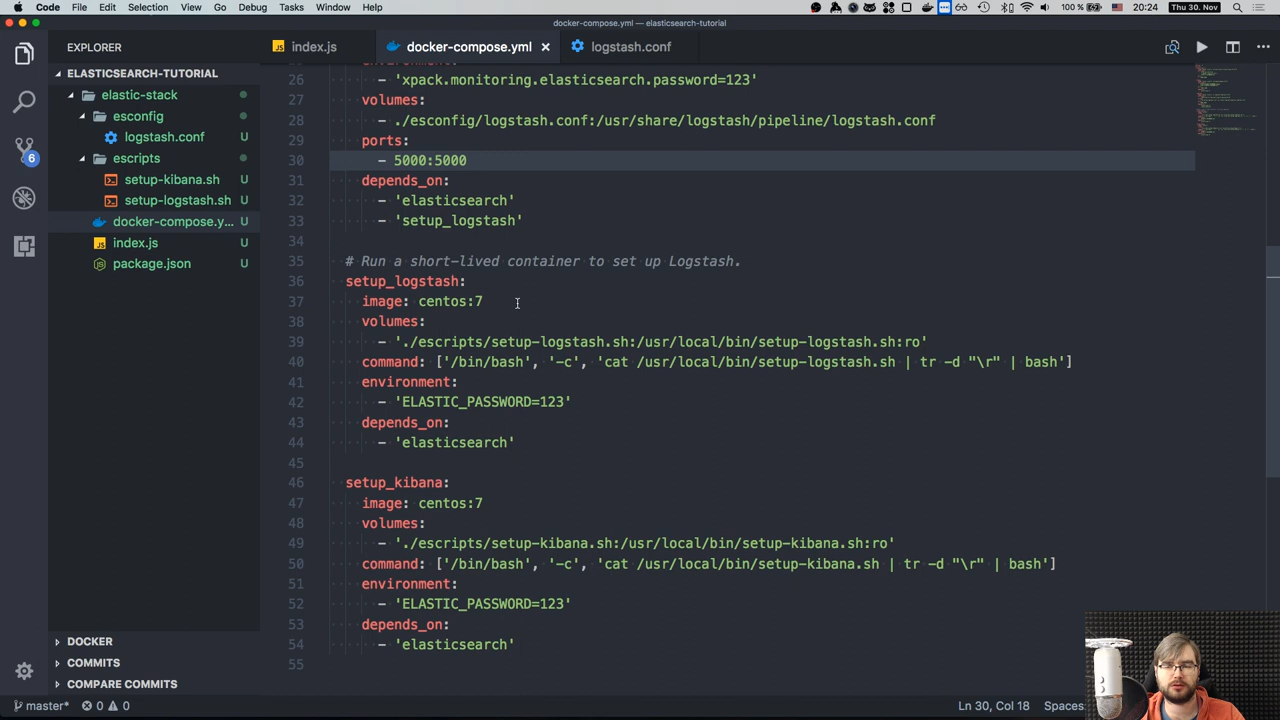 Code File Edit Selection View Go Debug Tasks Window Help
100 % 20:24 Thu 30. Nov
docker-compose.yml — elasticsearch-tutorial
EXPLORER
index.js
docker-compose.yml
logstash.conf
ELASTICSEARCH-TUTORIAL
elastic-stack
esconfig
logstash.conf U
escripts
setup-kibana.sh U
setup-logstash.sh U
docker-compose.y... U
index.js U
package.json U
6
26 - 'xpack.monitoring.elasticsearch.password=123'
27 volumes:
28 - ./esconfig/logstash.conf:/usr/share/logstash/pipeline/logstash.conf
29 ports:
30 - 5000:5000
31 depends_on:
32 - 'elasticsearch'
33 - 'setup_logstash'
34
35 # Run a short-lived container to set up Logstash.
36 setup_logstash:
37 image: centos:7
38 volumes:
39 - './escripts/setup-logstash.sh:/usr/local/bin/setup-logstash.sh:ro'
40 command: ['/bin/bash', '-c', 'cat /usr/local/bin/setup-logstash.sh | tr -d "\r" | bash']
41 environment:
42 - 'ELASTIC_PASSWORD=123'
43 depends_on:
44 - 'elasticsearch'
45
46 setup_kibana:
47 image: centos:7
48 volumes:
49 - './escripts/setup-kibana.sh:/usr/local/bin/setup-kibana.sh:ro'
50 command: ['/bin/bash', '-c', 'cat /usr/local/bin/setup-kibana.sh | tr -d "\r" | bash']
51 environment:
52 - 'ELASTIC_PASSWORD=123'
53 depends_on:
54 - 'elasticsearch'
55
DOCKER
COMMITS
COMPARE COMMITS
master* 0 0
Ln 30, Col 18 Spaces